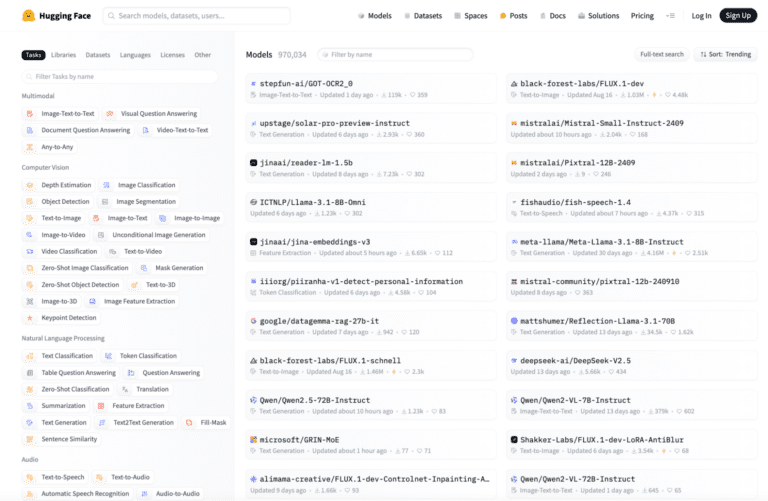 Hugging Face
Search models, datasets, users...
Models
Datasets
Spaces
Posts
Docs
Solutions
Pricing
Log In
Sign Up
Tasks
Libraries
Datasets
Languages
Licenses
Other
Filter Tasks by name
Multimodal
Image-Text-to-Text
Visual Question Answering
Document Question Answering
Video-Text-to-Text
Any-to-Any
Computer Vision
Depth Estimation
Image Classification
Object Detection
Image Segmentation
Text-to-Image
Image-to-Text
Image-to-Image
Image-to-Video
Unconditional Image Generation
Video Classification
Text-to-Video
Zero-Shot Image Classification
Mask Generation
Zero-Shot Object Detection
Text-to-3D
Image-to-3D
Image Feature Extraction
Keypoint Detection
Natural Language Processing
Text Classification
Token Classification
Table Question Answering
Question Answering
Zero-Shot Classification
Translation
Summarization
Feature Extraction
Text Generation
Text2Text Generation
Fill-Mask
Sentence Similarity
Audio
Text-to-Speech
Text-to-Audio
Automatic Speech Recognition
Audio-to-Audio
Models 970,034
Filter by name
Full-text search
Sort: Trending
stepfun-ai/GOT-OCR2_0
Image-Text-to-Text · Updated 1 day ago · 119k · 359
black-forest-labs/FLUX.1-dev
Text-to-Image · Updated Aug 16 · 1.03M · 4.48k
upstage/solar-pro-preview-instruct
Text Generation · Updated 6 days ago · 2.93k · 360
mistralai/Mistral-Small-Instruct-2409
Updated about 10 hours ago · 2.04k · 168
jinaai/reader-lm-1.5b
Text Generation · Updated 8 days ago · 7.23k · 302
mistralai/Pixtral-12B-2409
Updated 2 days ago · 9 · 246
ICTNLP/Llama-3.1-8B-Omni
Updated 6 days ago · 1.23k · 302
fishaudio/fish-speech-1.4
Text-to-Speech · Updated about 7 hours ago · 4.37k · 315
jinaai/jina-embeddings-v3
Feature Extraction · Updated about 5 hours ago · 6.65k · 112
meta-llama/Meta-Llama-3.1-8B-Instruct
Text Generation · Updated 30 days ago · 4.16M · 2.51k
iiiorg/piiranha-v1-detect-personal-information
Token Classification · Updated 6 days ago · 4.56k · 104
mistral-community/pixtral-12b-240910
Updated 8 days ago · 363
google/datagemma-rag-27b-it
Text Generation · Updated 7 days ago · 942 · 120
mattshumer/Reflection-Llama-3.1-70B
Text Generation · Updated 13 days ago · 34.5k · 1.62k
black-forest-labs/FLUX.1-schnell
Text-to-Image · Updated Aug 16 · 1.46M · 2.3k
deepseek-ai/DeepSeek-V2.5
Updated 13 days ago · 5.66k · 434
Qwen/Qwen2.5-72B-Instruct
Text Generation · Updated about 10 hours ago · 1.23k · 83
Qwen/Qwen2-VL-7B-Instruct
Image-Text-to-Text · Updated 13 days ago · 379k · 602
microsoft/GRIN-MoE
Text Generation · Updated about 1 hour ago · 77 · 71
Shakker-Labs/FLUX.1-dev-LoRA-AntiBlur
Text-to-Image · Updated 6 days ago · 3.54k · 68
alimama-creative/FLUX.1-dev-Controlnet-Inpainting-A...
Updated 9 days ago · 1.66k · 93
Qwen/Qwen2-VL-72B-Instruct
Image-Text-to-Text · Updated 1 day ago · 645 · 65